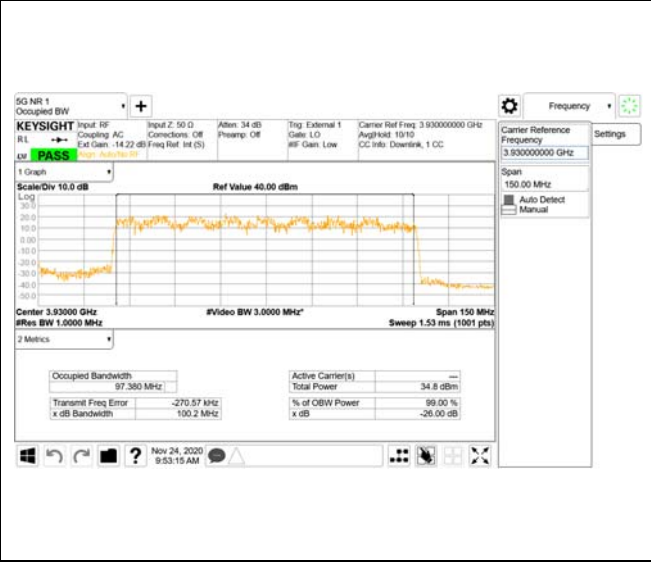 5G NR 1
Occupied BW
Frequency
KEYSIGHT
Input: RF
Input Z: 50 Ω
Atten: 34 dB
Trig: External 1
Carrier Ref Freq: 3.930000000 GHz
RL
Coupling: AC
Corrections: Off
Preamp: Off
Gate: LO
Avg|Hold: 10/10
Ext Gain: -14.22 dB
Freq Ref: Int (S)
#IF Gain: Low
CC Info: Downlink, 1 CC
PASS
Align: Auto/No RF
Carrier Reference
Frequency
3.930000000 GHz
Settings
Span
150.00 MHz
Auto Detect
Manual
1 Graph
Scale/Div 10.0 dB
Ref Value 40.00 dBm
Log
30.0
20.0
10.0
0.00
-10.0
-20.0
-30.0
-40.0
-50.0
Center 3.93000 GHz
#Video BW 3.0000 MHz*
Span 150 MHz
#Res BW 1.0000 MHz
Sweep 1.53 ms (1001 pts)
2 Metrics
Occupied Bandwidth
97.380 MHz
Active Carrier(s)
---
Total Power
34.8 dBm
Transmit Freq Error
-270.57 kHz
% of OBW Power
99.00 %
x dB Bandwidth
100.2 MHz
x dB
-26.00 dB
Nov 24, 2020
9:53:15 AM